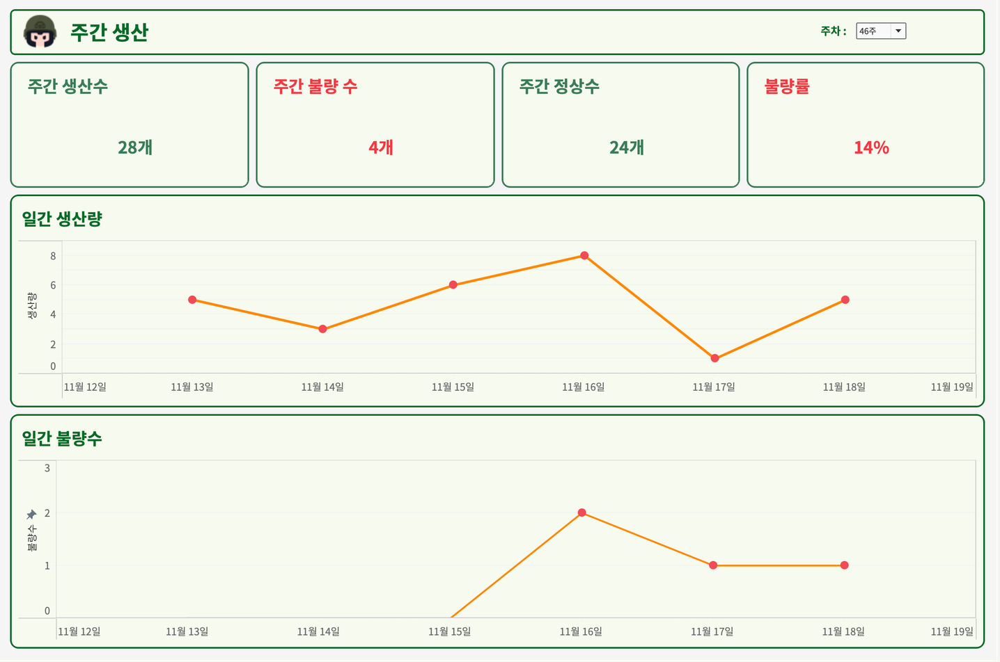 주간 생산
주차 : 46주
주간 생산수
28개
주간 불량 수
4개
주간 정상수
24개
불량률
14%
일간 생산량
생산량
8
6
4
2
0
11월 12일 11월 13일 11월 14일 11월 15일 11월 16일 11월 17일 11월 18일 11월 19일
일간 불량수
불량수
3
2
1
0
11월 12일 11월 13일 11월 14일 11월 15일 11월 16일 11월 17일 11월 18일 11월 19일